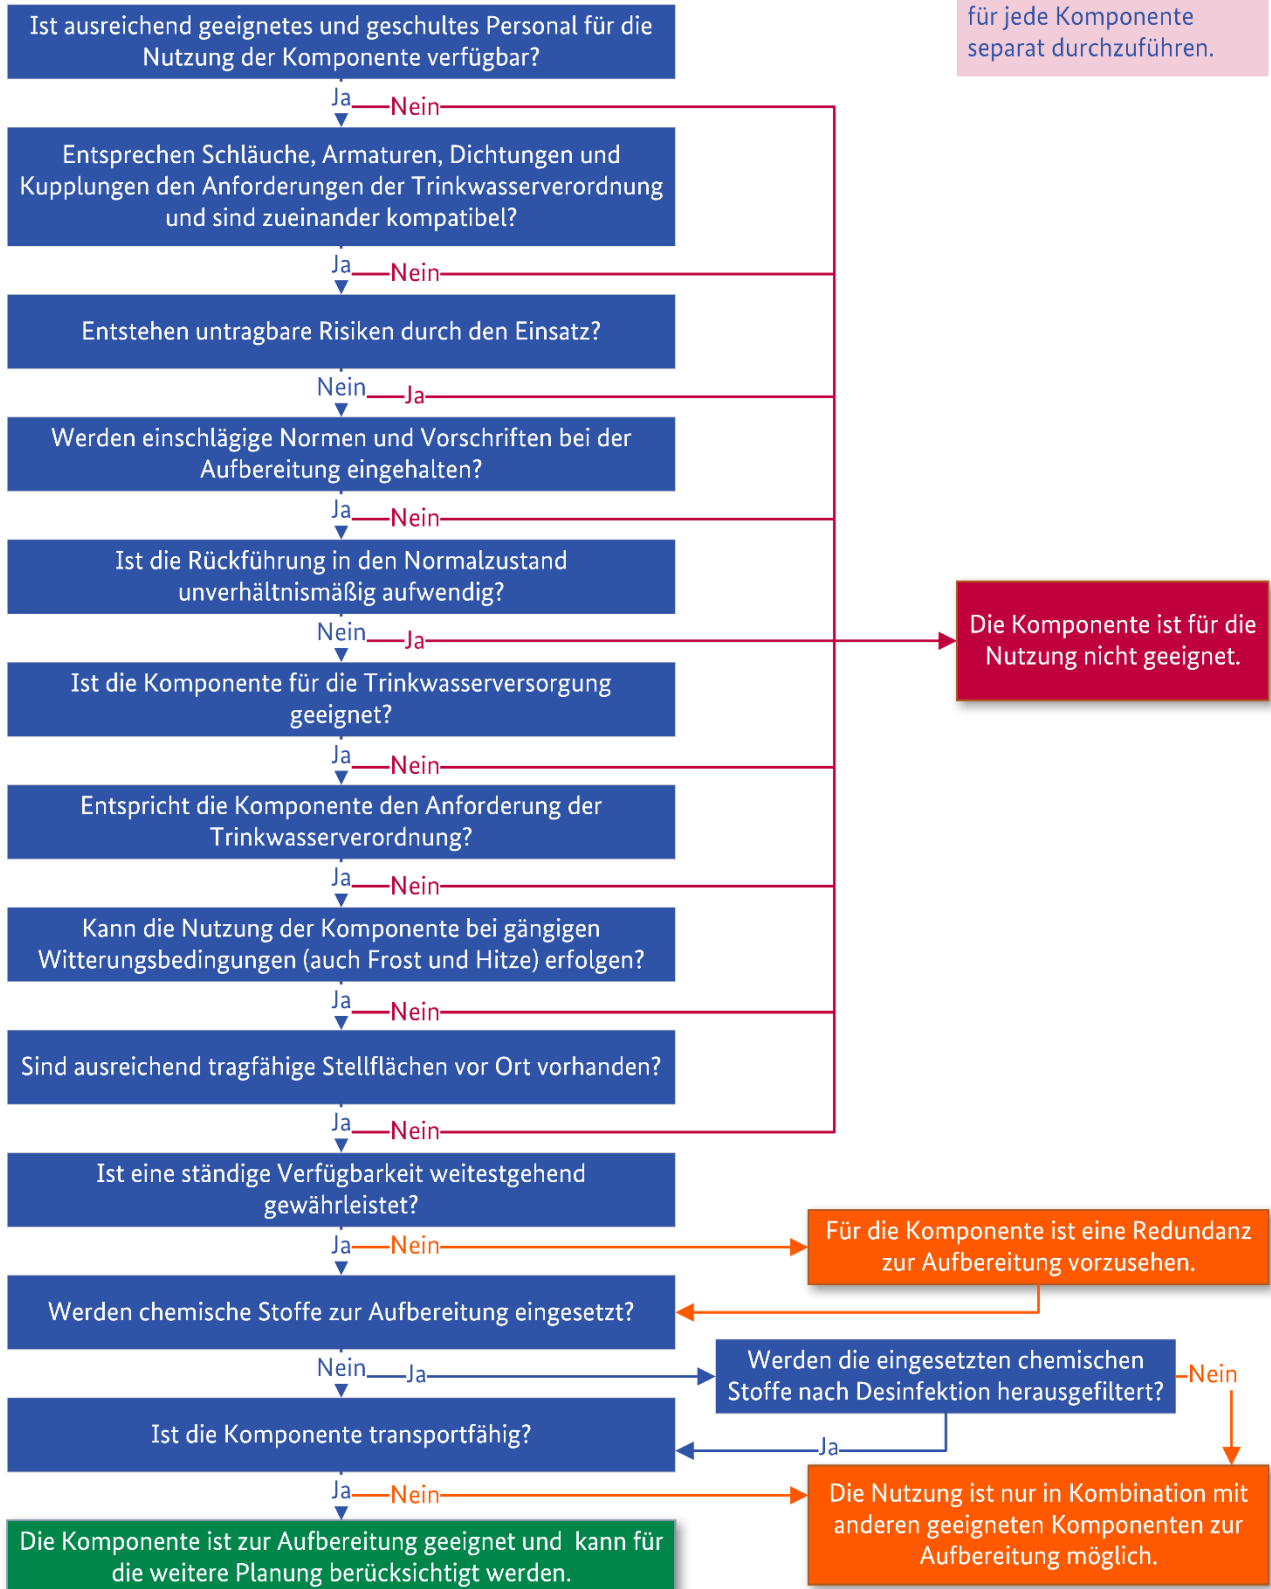 für jede Komponente
separat durchzuführen.
Ist ausreichend geeignetes und geschultes Personal für die
Nutzung der Komponente verfügbar?
Ja
Nein
Entsprechen Schläuche, Armaturen, Dichtungen und
Kupplungen den Anforderungen der Trinkwasserverordnung
und sind zueinander kompatibel?
Ja
Nein
Entstehen untragbare Risiken durch den Einsatz?
Nein
Ja
Werden einschlägige Normen und Vorschriften bei der
Aufbereitung eingehalten?
Ja
Nein
Ist die Rückführung in den Normalzustand
unverhältnismäßig aufwendig?
Nein
Ja
Die Komponente ist für die
Nutzung nicht geeignet.
Ist die Komponente für die Trinkwasserversorgung
geeignet?
Ja
Nein
Entspricht die Komponente den Anforderung der
Trinkwasserverordnung?
Ja
Nein
Kann die Nutzung der Komponente bei gängigen
Witterungsbedingungen (auch Frost und Hitze) erfolgen?
Ja
Nein
Sind ausreichend tragfähige Stellflächen vor Ort vorhanden?
Ja
Nein
Ist eine ständige Verfügbarkeit weitestgehend
gewährleistet?
Ja
Nein
Für die Komponente ist eine Redundanz
zur Aufbereitung vorzusehen.
Werden chemische Stoffe zur Aufbereitung eingesetzt?
Nein
Ja
Werden die eingesetzten chemischen
Stoffe nach Desinfektion herausgefiltert?
Nein
Ja
Ist die Komponente transportfähig?
Ja
Nein
Die Nutzung ist nur in Kombination mit
anderen geeigneten Komponenten zur
Aufbereitung möglich.
Die Komponente ist zur Aufbereitung geeignet und kann für
die weitere Planung berücksichtigt werden.